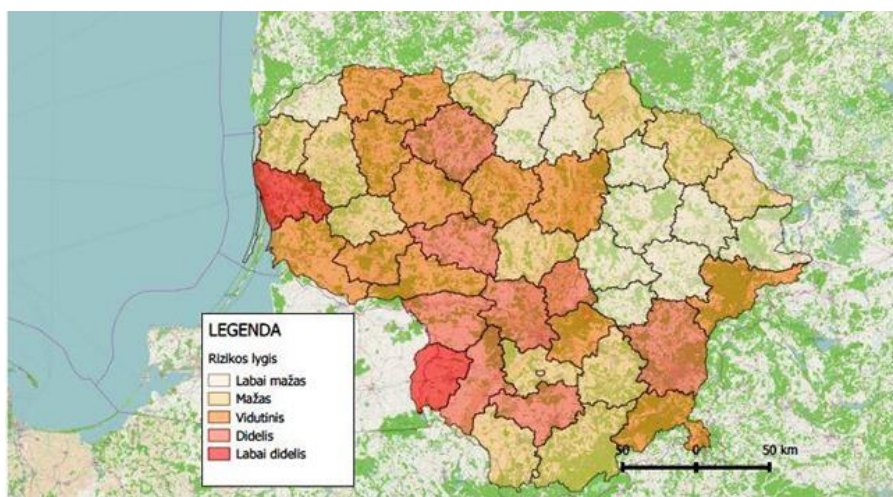 LEGENDA
Rizikos lygis
Labai mažas
Mažas
Vidutinis
Didelis
Labai didelis
50 0 50 km